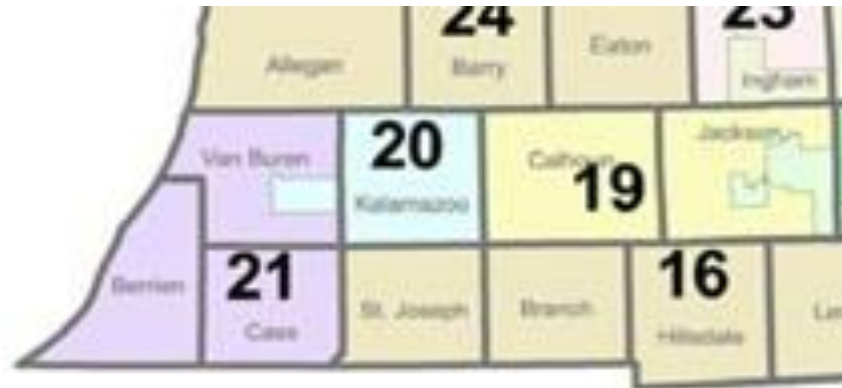 24
23
Allegan
Barry
Eaton
Ingham
Van Buren
20
Kalamazoo
Calhoun
19
Jackson
Berrien
21
Cass
St. Joseph
Branch
16
Hillsdale